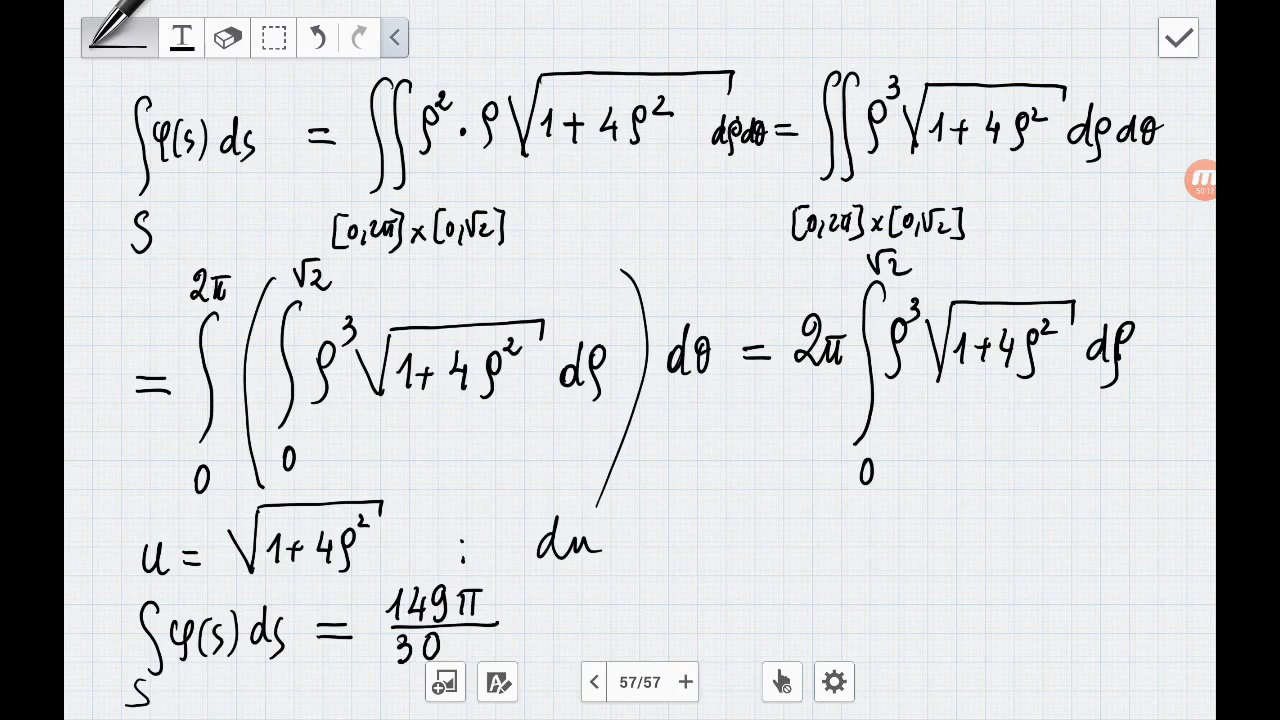 T
∫_S φ(s) ds = ∬_{[0,2π]×[0,√2]} ρ² · ρ √(1+4ρ²) dρdθ = ∬_{[0,2π]×[0,√2]} ρ³ √(1+4ρ²) dρ dθ
= ∫_0^{2π} ( ∫_0^{√2} ρ³ √(1+4ρ²) dρ ) dθ = 2π ∫_0^{√2} ρ³ √(1+4ρ²) dρ
u = √(1+4ρ²) : du
∫_S φ(s) ds = 149π/30
57/57
50:12